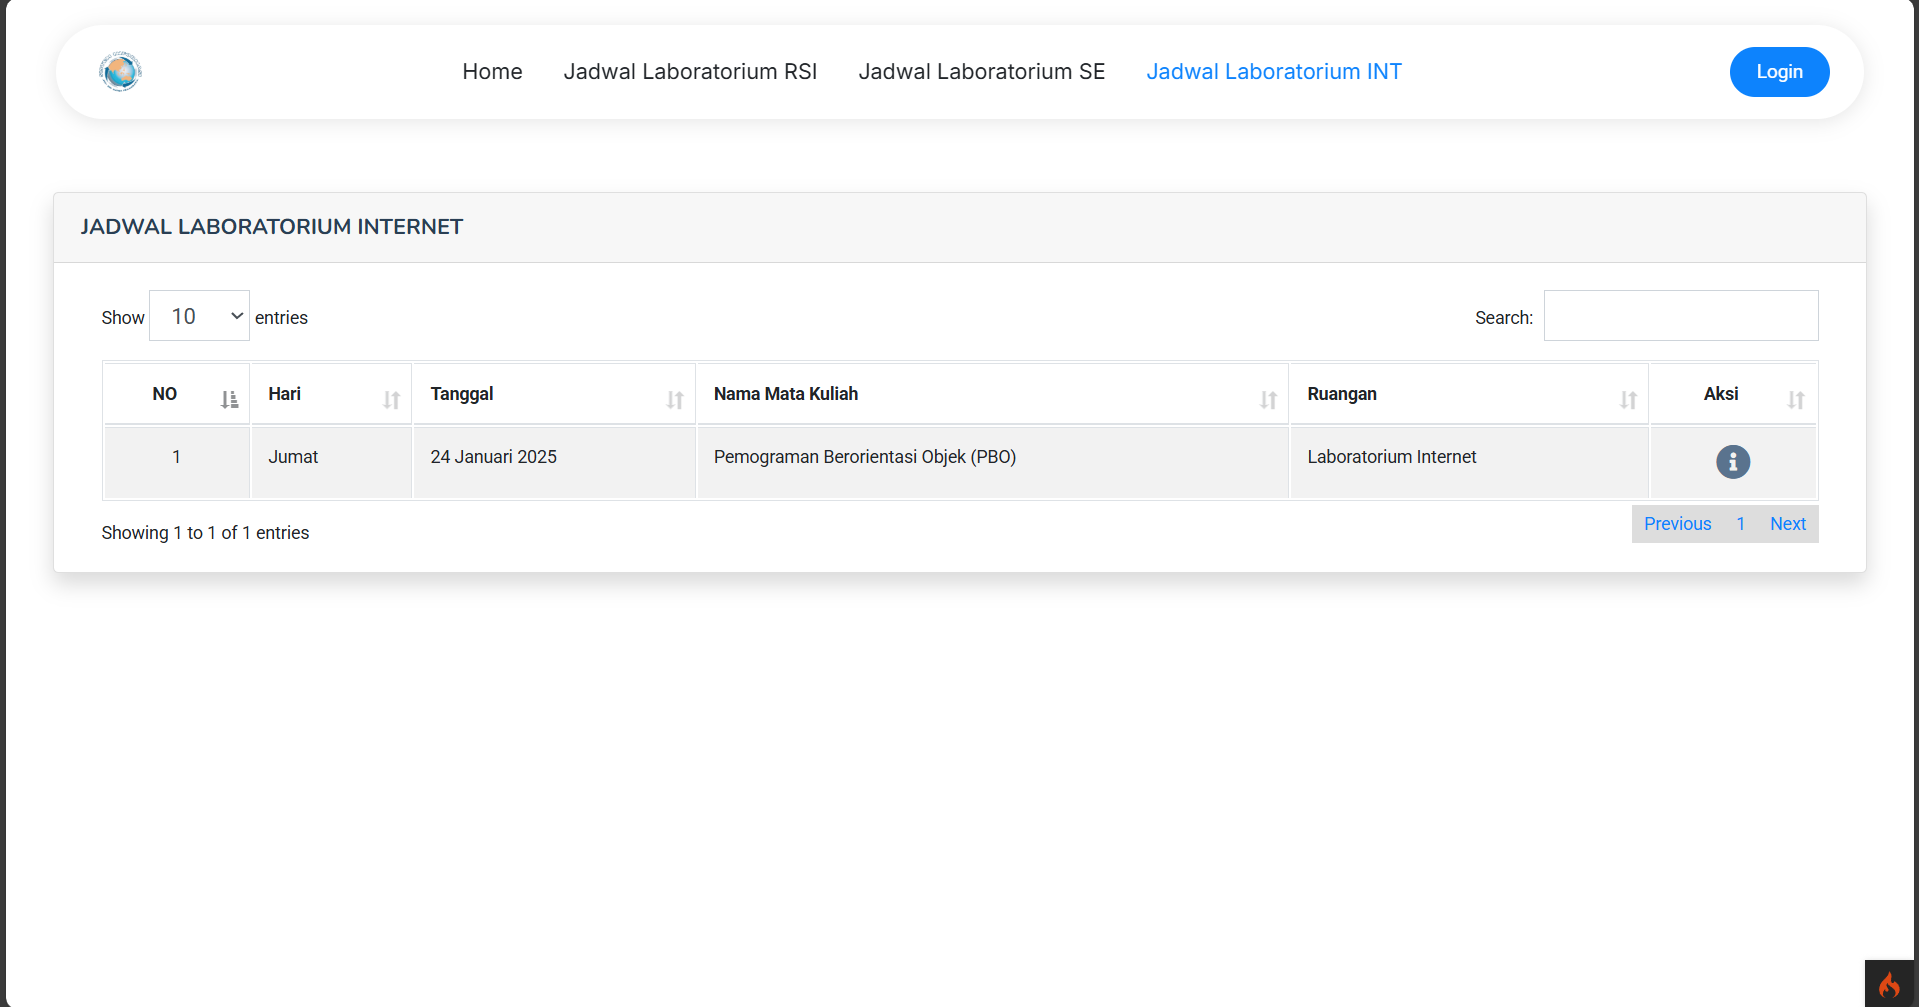 Home Jadwal Laboratorium RSI Jadwal Laboratorium SE Jadwal Laboratorium INT Login
JADWAL LABORATORIUM INTERNET
Show 10 entries Search:
NO Hari Tanggal Nama Mata Kuliah Ruangan Aksi
1 Jumat 24 Januari 2025 Pemograman Berorientasi Objek (PBO) Laboratorium Internet
Showing 1 to 1 of 1 entries Previous 1 Next